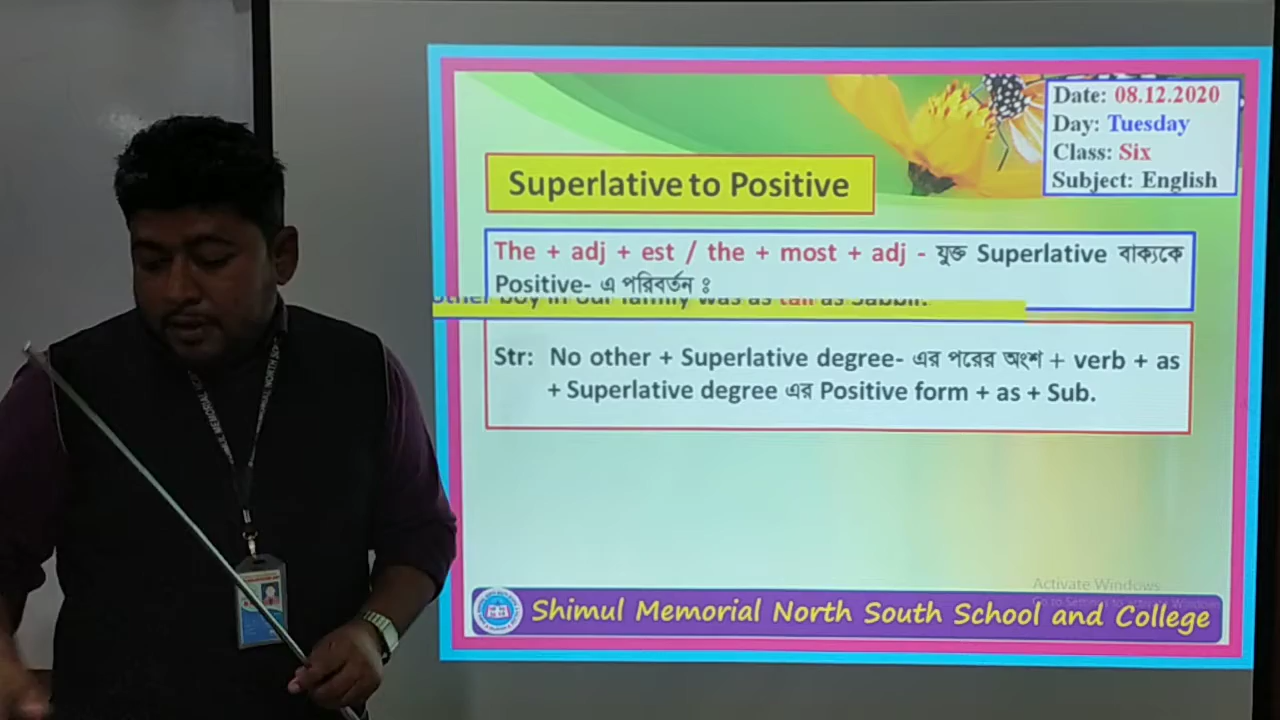 Date: 08.12.2020
Day: Tuesday
Class: Six
Subject: English
Superlative to Positive
The + adj + est / the + most + adj - যুক্ত Superlative বাক্যকে
Positive- এ পরিবর্তন ঃ
other boy in our family was as tall as Sabbir.
Str: No other + Superlative degree- এর পরের অংশ + verb + as
+ Superlative degree এর Positive form + as + Sub.
Activate Windows
Shimul Memorial North South School and College